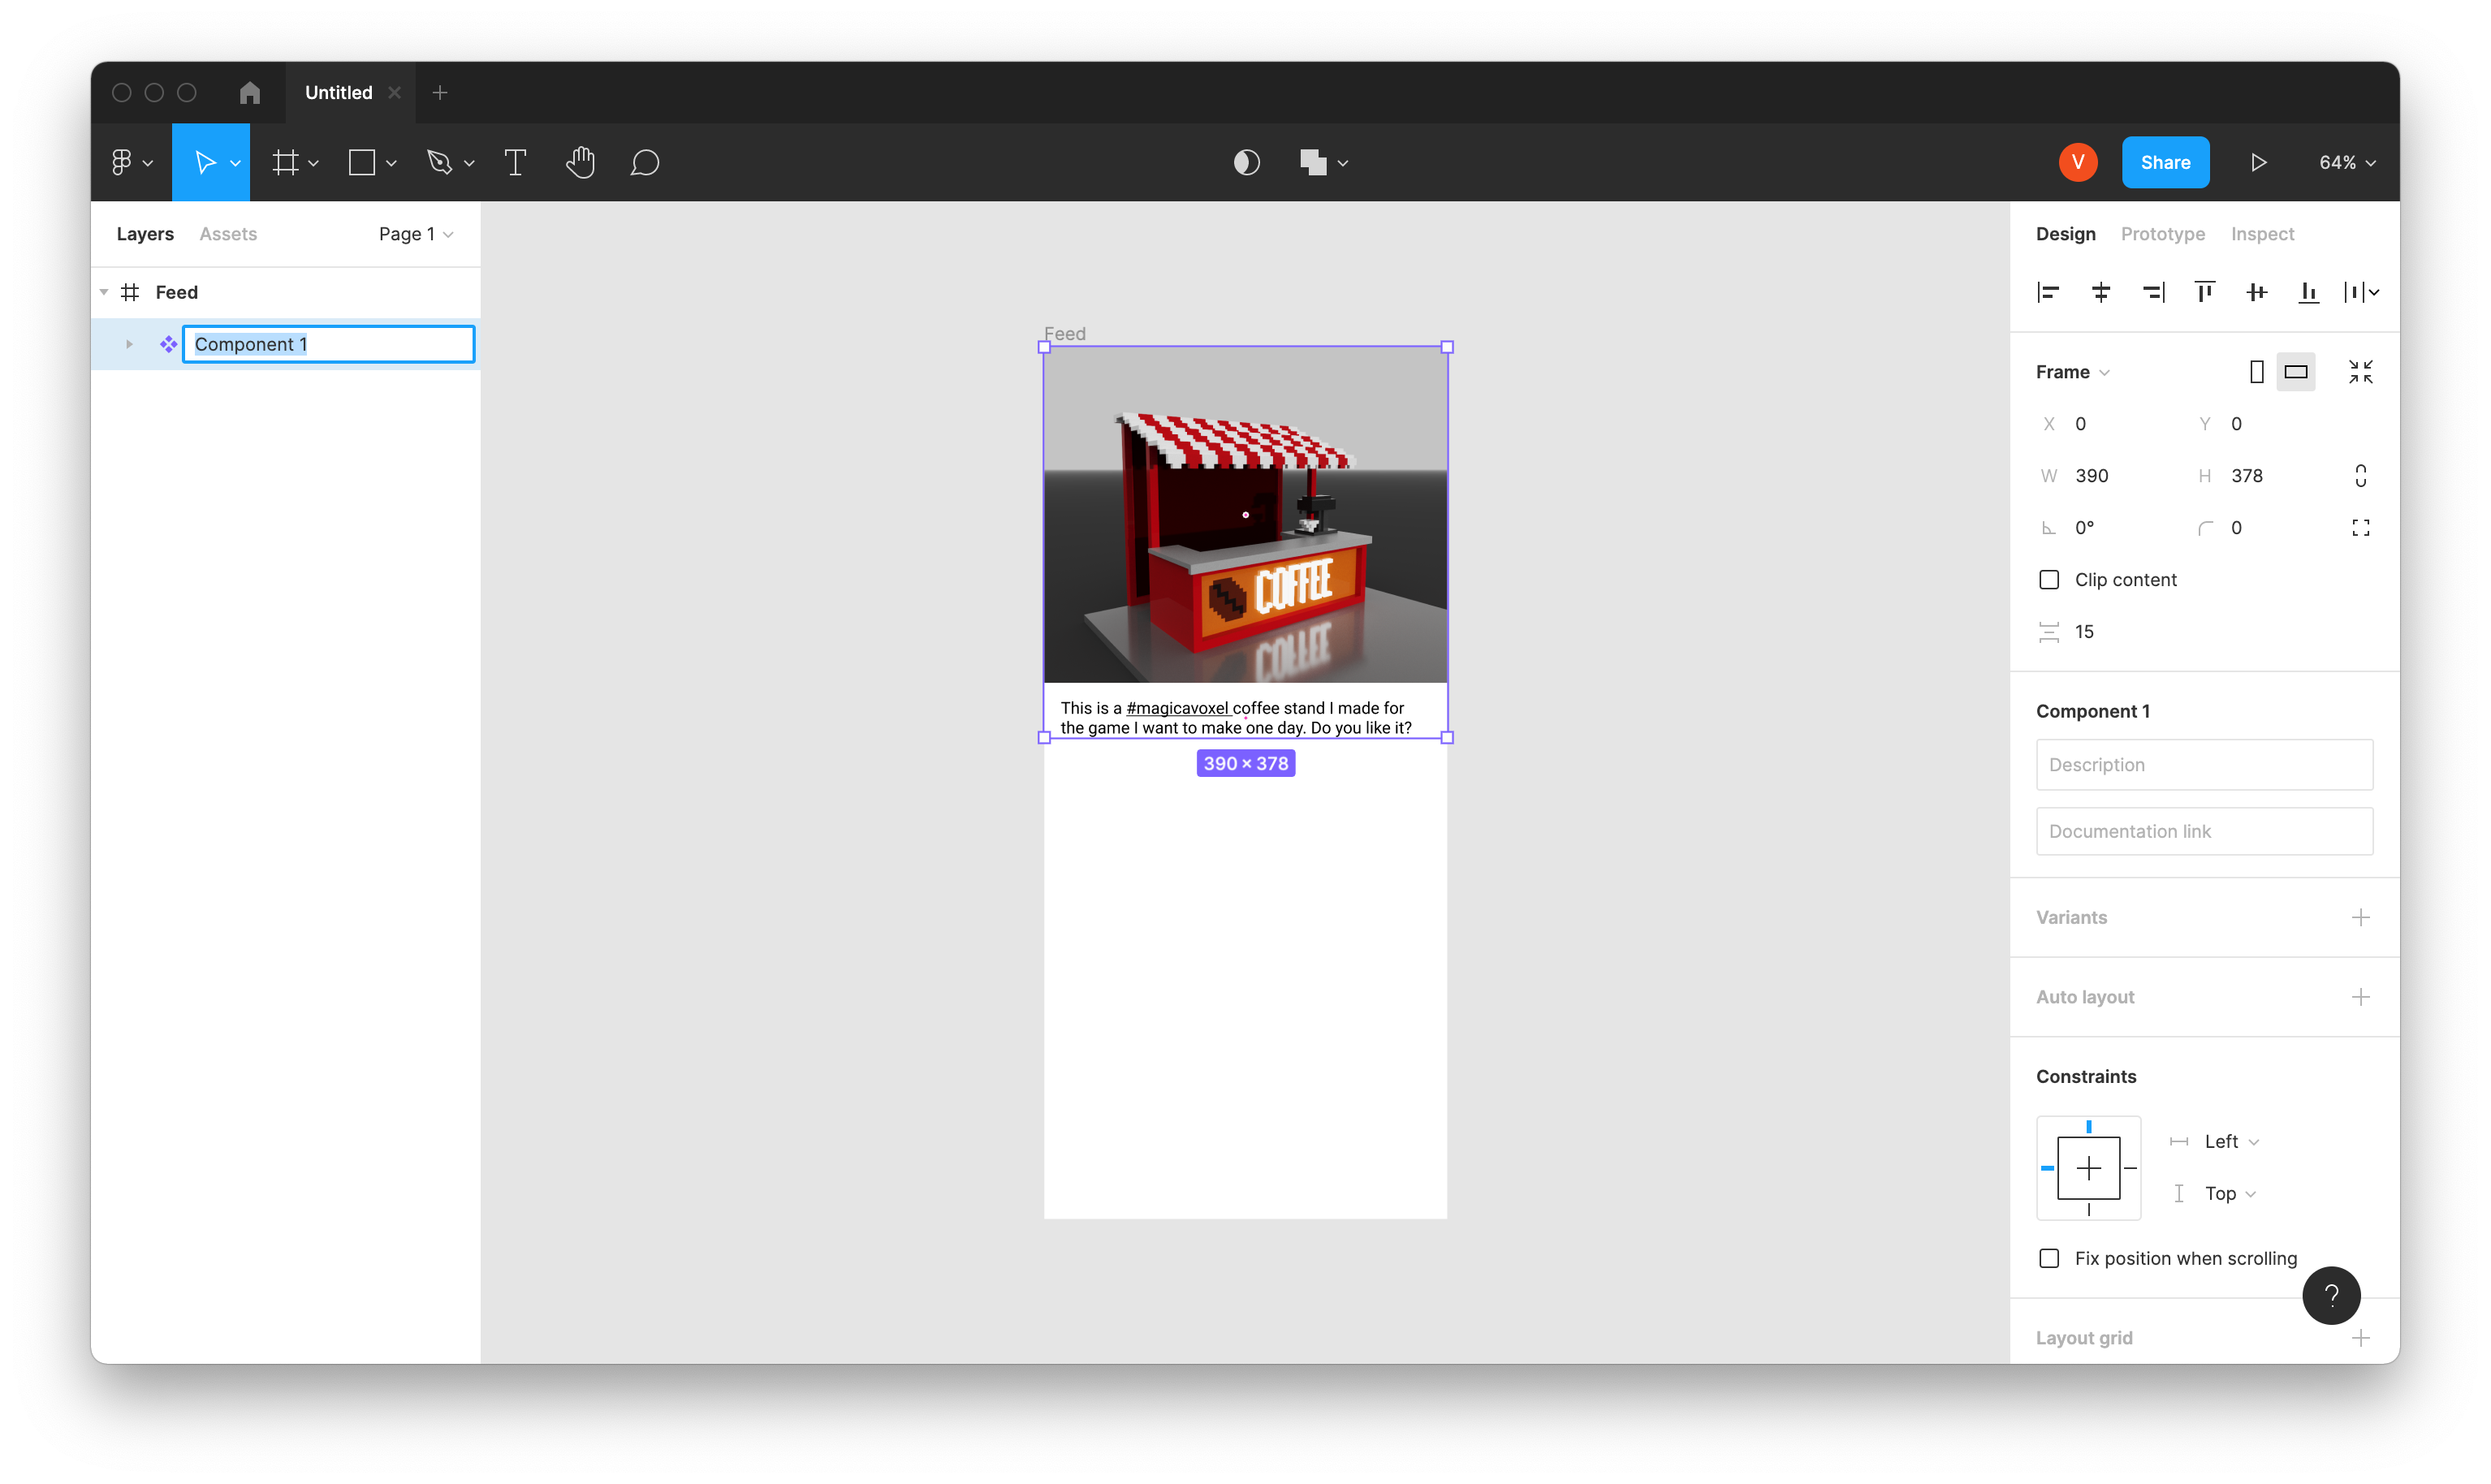 Untitled
V
Share
64%
Layers
Assets
Page 1
Design
Prototype
Inspect
Feed
Component 1
Feed
COFFEE
This is a #magicavoxel coffee stand I made for
the game I want to make one day. Do you like it?
390 × 378
Frame
X 0
Y 0
W 390
H 378
0°
0
Clip content
15
Component 1
Description
Documentation link
Variants
Auto layout
Constraints
Left
Top
Fix position when scrolling
?
Layout grid